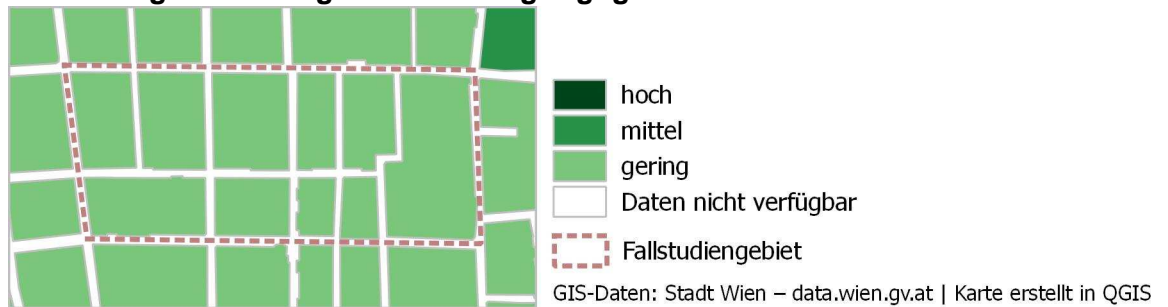 hoch
mittel
gering
Daten nicht verfügbar
Fallstudiengebiet
GIS-Daten: Stadt Wien – data.wien.gv.at | Karte erstellt in QGIS